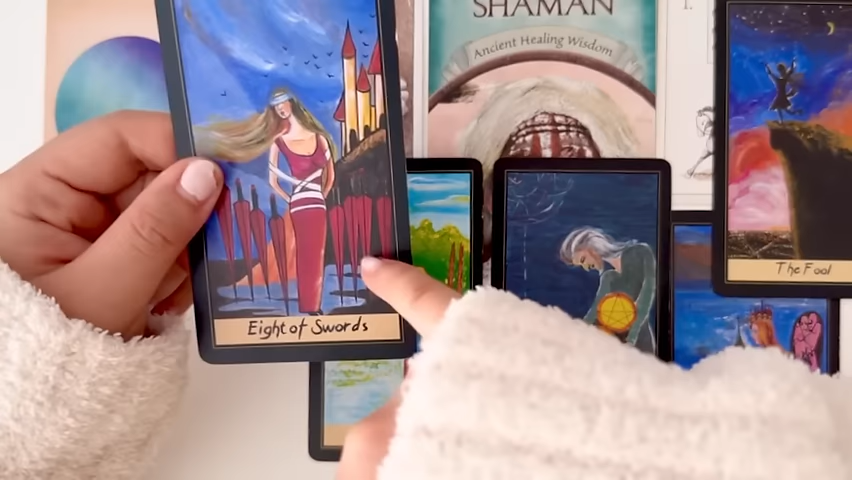 SHAMAN
Ancient Healing Wisdom
I.
Eight of Swords
The Fool